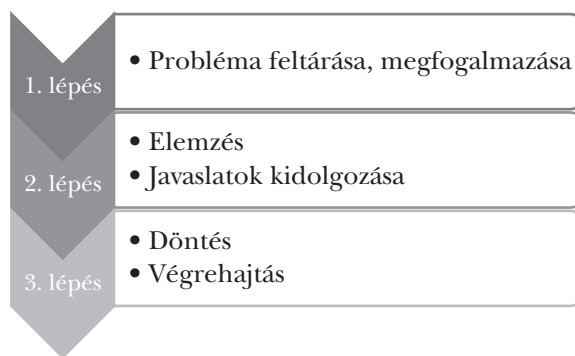 1. lépés
• Probléma feltárása, megfogalmazása
2. lépés
• Elemzés
• Javaslatok kidolgozása
3. lépés
• Döntés
• Végrehajtás